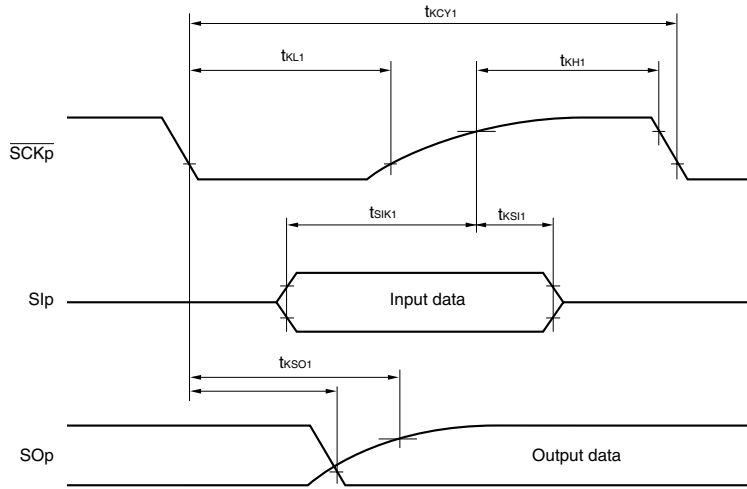 tKCY1
tKL1
tKH1
SCKp
tSIK1
tKSI1
SIp
Input data
tKSO1
SOp
Output data